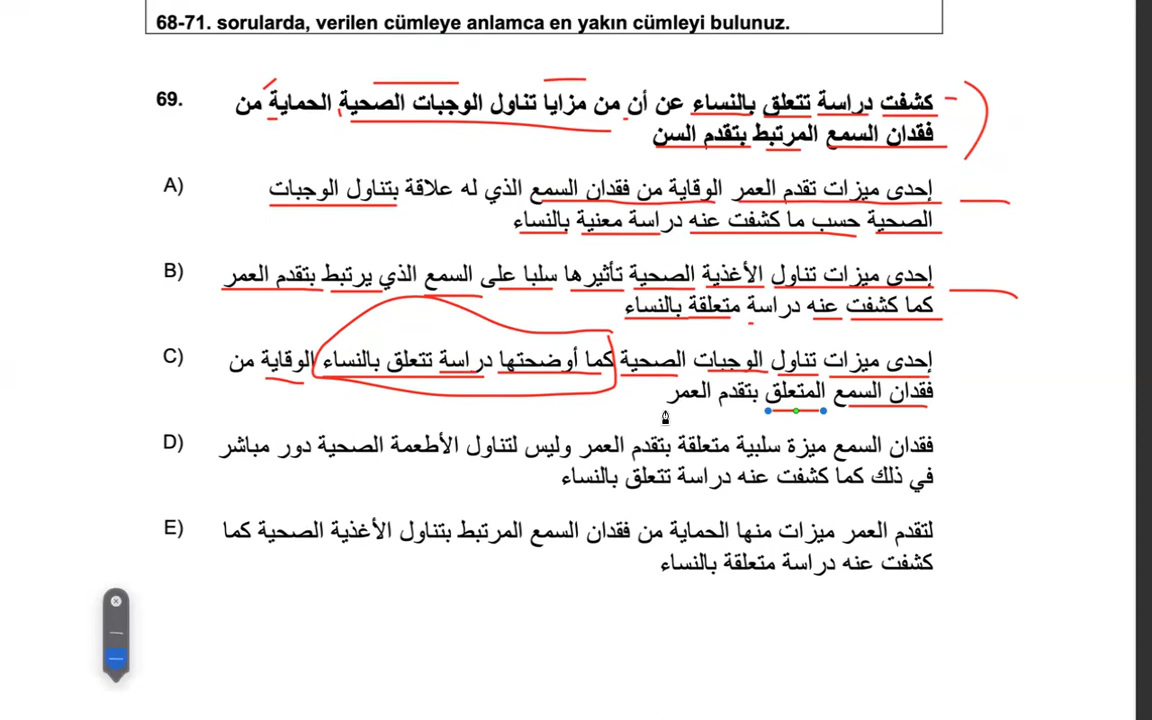 68-71. sorularda, verilen cümleye anlamca en yakın cümleyi bulunuz.
69. كشفت دراسة تتعلق بالنساء عن أن من مزايا تناول الوجبات الصحية الحماية من
فقدان السمع المرتبط بتقدم السن
A) إحدى ميزات تقدم العمر الوقاية من فقدان السمع الذي له علاقة بتناول الوجبات
الصحية حسب ما كشفت عنه دراسة معنية بالنساء
B) إحدى ميزات تناول الأغذية الصحية تأثيرها سلبا على السمع الذي يرتبط بتقدم العمر
كما كشفت عنه دراسة متعلقة بالنساء
C) إحدى ميزات تناول الوجبات الصحية كما أوضحتها دراسة تتعلق بالنساء الوقاية من
فقدان السمع المتعلق بتقدم العمر
D) فقدان السمع ميزة سلبية متعلقة بتقدم العمر وليس لتناول الأطعمة الصحية دور مباشر
في ذلك كما كشفت عنه دراسة تتعلق بالنساء
E) لتقدم العمر ميزات منها الحماية من فقدان السمع المرتبط بتناول الأغذية الصحية كما
كشفت عنه دراسة متعلقة بالنساء